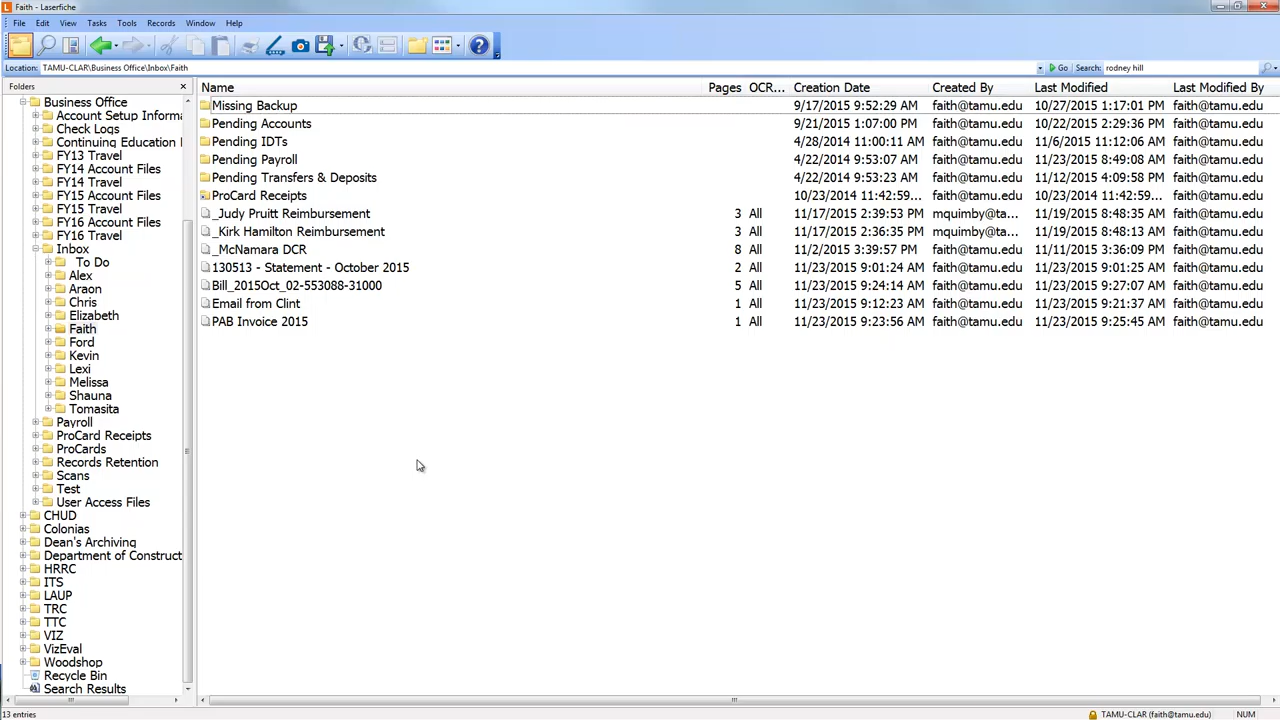 Faith - Laserfiche
File Edit View Tasks Tools Records Window Help
Location: TAMU-CLAR\Business Office\Inbox\Faith Go Search: rodney hill
Folders
Business Office
Account Setup Informa
Check Logs
Continuing Education
FY13 Travel
FY14 Account Files
FY14 Travel
FY15 Account Files
FY15 Travel
FY16 Account Files
FY16 Travel
Inbox
_To Do
Alex
Araon
Chris
Elizabeth
Faith
Ford
Kevin
Lexi
Melissa
Shauna
Tomasita
Payroll
ProCard Receipts
ProCards
Records Retention
Scans
Test
User Access Files
CHUD
Colonias
Dean's Archiving
Department of Construct
HRRC
ITS
LAUP
TRC
TTC
VIZ
VizEval
Woodshop
Recycle Bin
Search Results
Name Pages OCR... Creation Date Created By Last Modified Last Modified By
Missing Backup 9/17/2015 9:52:29 AM faith@tamu.edu 10/27/2015 1:17:01 PM faith@tamu.edu
Pending Accounts 9/21/2015 1:07:00 PM faith@tamu.edu 10/22/2015 2:29:36 PM faith@tamu.edu
Pending IDTs 4/28/2014 11:00:11 AM faith@tamu.edu 11/6/2015 11:12:06 AM faith@tamu.edu
Pending Payroll 4/22/2014 9:53:07 AM faith@tamu.edu 11/23/2015 8:49:08 AM faith@tamu.edu
Pending Transfers & Deposits 4/22/2014 9:53:23 AM faith@tamu.edu 11/12/2015 4:09:58 PM faith@tamu.edu
ProCard Receipts 10/23/2014 11:42:59... faith@tamu.edu 10/23/2014 11:42:59... faith@tamu.edu
_Judy Pruitt Reimbursement 3 All 11/17/2015 2:39:53 PM mquimby@ta... 11/19/2015 8:48:35 AM faith@tamu.edu
_Kirk Hamilton Reimbursement 3 All 11/17/2015 2:36:35 PM mquimby@ta... 11/19/2015 8:48:13 AM faith@tamu.edu
_McNamara DCR 8 All 11/2/2015 3:39:57 PM faith@tamu.edu 11/11/2015 3:36:09 PM faith@tamu.edu
130513 - Statement - October 2015 2 All 11/23/2015 9:01:24 AM faith@tamu.edu 11/23/2015 9:01:25 AM faith@tamu.edu
Bill_2015Oct_02-553088-31000 5 All 11/23/2015 9:24:14 AM faith@tamu.edu 11/23/2015 9:27:07 AM faith@tamu.edu
Email from Clint 1 All 11/23/2015 9:12:23 AM faith@tamu.edu 11/23/2015 9:21:37 AM faith@tamu.edu
PAB Invoice 2015 1 All 11/23/2015 9:23:56 AM faith@tamu.edu 11/23/2015 9:25:45 AM faith@tamu.edu
13 entries TAMU-CLAR (faith@tamu.edu) NUM